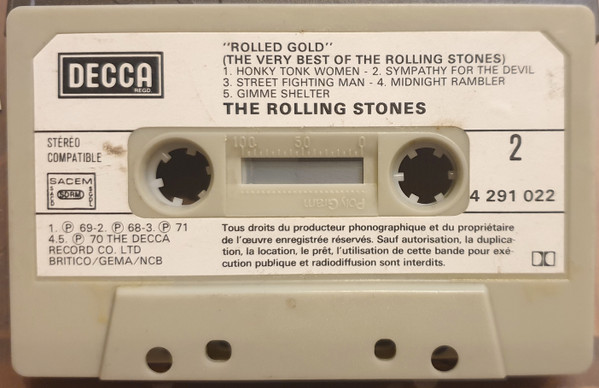 DECCA
REGD.
"ROLLED GOLD"
(THE VERY BEST OF THE ROLLING STONES)
1. HONKY TONK WOMEN - 2. SYMPATHY FOR THE DEVIL
3. STREET FIGHTING MAN - 4. MIDNIGHT RAMBLER
5. GIMME SHELTER
THE ROLLING STONES
STÉRÉO
COMPATIBLE
100 50 0
PolyGram
2
SACEM
SDRM
4 291 022
1. Ⓟ 69-2. Ⓟ 68-3. Ⓟ 71
4.5. Ⓟ 70 THE DECCA
RECORD CO. LTD
BRITICO/GEMA/NCB
Tous droits du producteur phonographique et du propriétaire
de l'œuvre enregistrée réservés. Sauf autorisation, la duplica-
tion, la location, le prêt, l'utilisation de cette bande pour exé-
cution publique et radiodiffusion sont interdits.